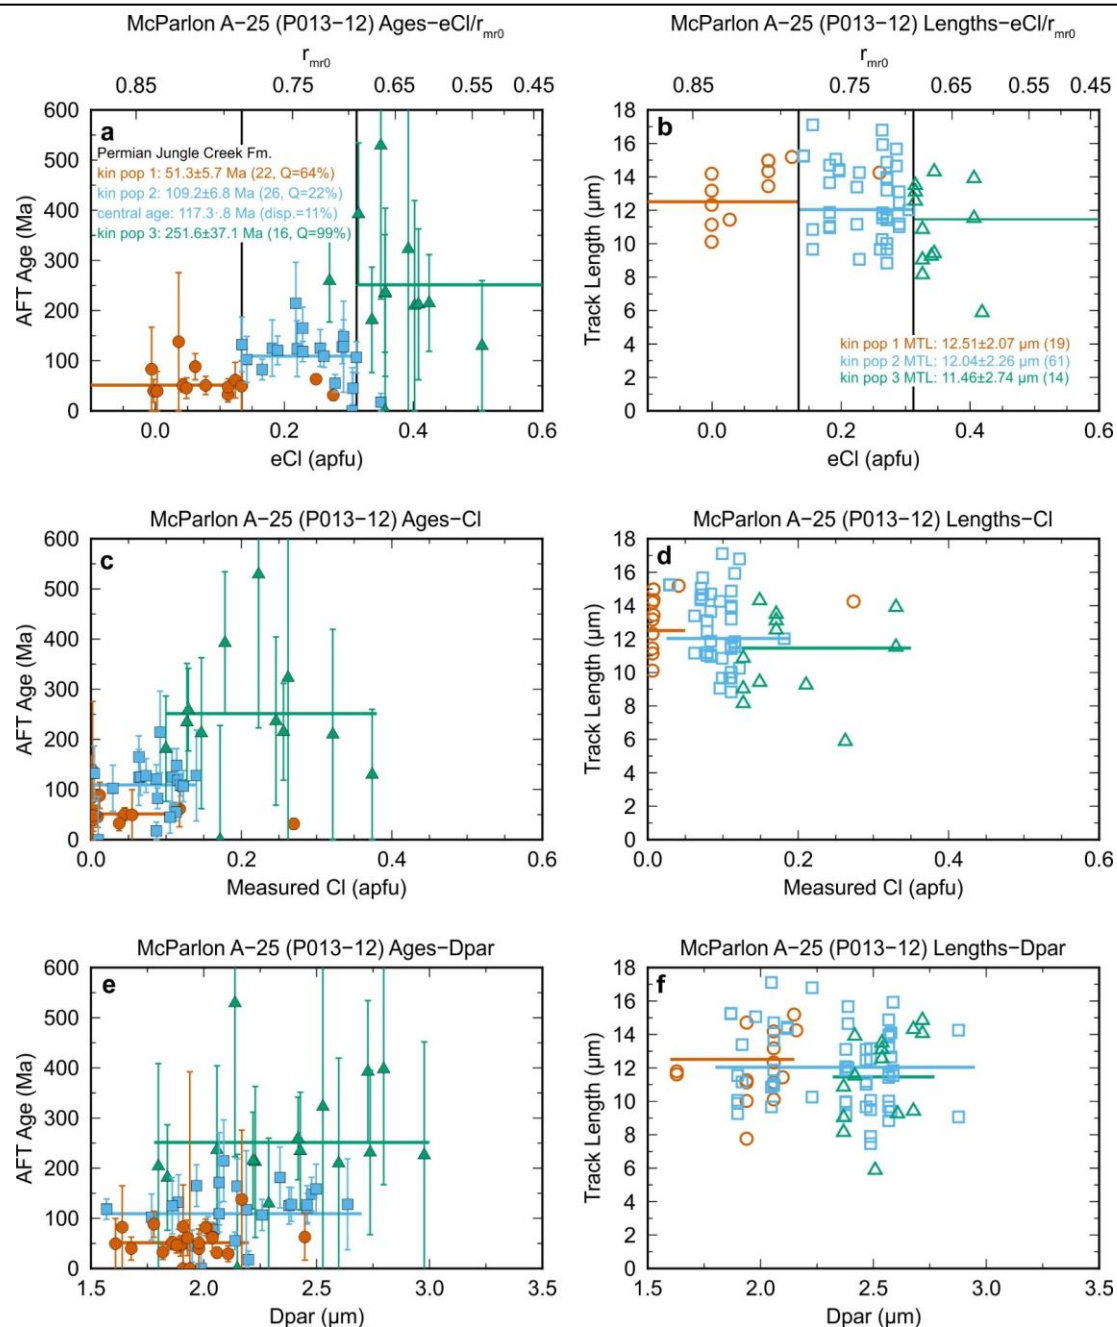 McParlon A−25 (P013−12) Ages−eCl/rmr0
rmr0
0.85 0.75 0.65 0.55 0.45
600
500
400
300
200
100
0
AFT Age (Ma)
a
Permian Jungle Creek Fm.
kin pop 1: 51.3±5.7 Ma (22, Q=64%)
kin pop 2: 109.2±6.8 Ma (26, Q=22%)
central age: 117.3·.8 Ma (disp.=11%)
kin pop 3: 251.6±37.1 Ma (16, Q=99%)
0.0 0.2 0.4 0.6
eCl (apfu)
McParlon A−25 (P013−12) Lengths−eCl/rmr0
rmr0
0.85 0.75 0.65 0.55 0.45
18
16
14
12
10
8
6
4
2
0
Track Length (µm)
b
kin pop 1 MTL: 12.51±2.07 µm (19)
kin pop 2 MTL: 12.04±2.26 µm (61)
kin pop 3 MTL: 11.46±2.74 µm (14)
0.0 0.2 0.4 0.6
eCl (apfu)
McParlon A−25 (P013−12) Ages−Cl
600
500
400
300
200
100
0
AFT Age (Ma)
c
0.0 0.2 0.4 0.6
Measured Cl (apfu)
McParlon A−25 (P013−12) Lengths−Cl
18
16
14
12
10
8
6
4
2
0
Track Length (µm)
d
0.0 0.2 0.4 0.6
Measured Cl (apfu)
McParlon A−25 (P013−12) Ages−Dpar
600
500
400
300
200
100
0
AFT Age (Ma)
e
1.5 2.0 2.5 3.0 3.5
Dpar (µm)
McParlon A−25 (P013−12) Lengths−Dpar
18
16
14
12
10
8
6
4
2
0
Track Length (µm)
f
1.5 2.0 2.5 3.0 3.5
Dpar (µm)